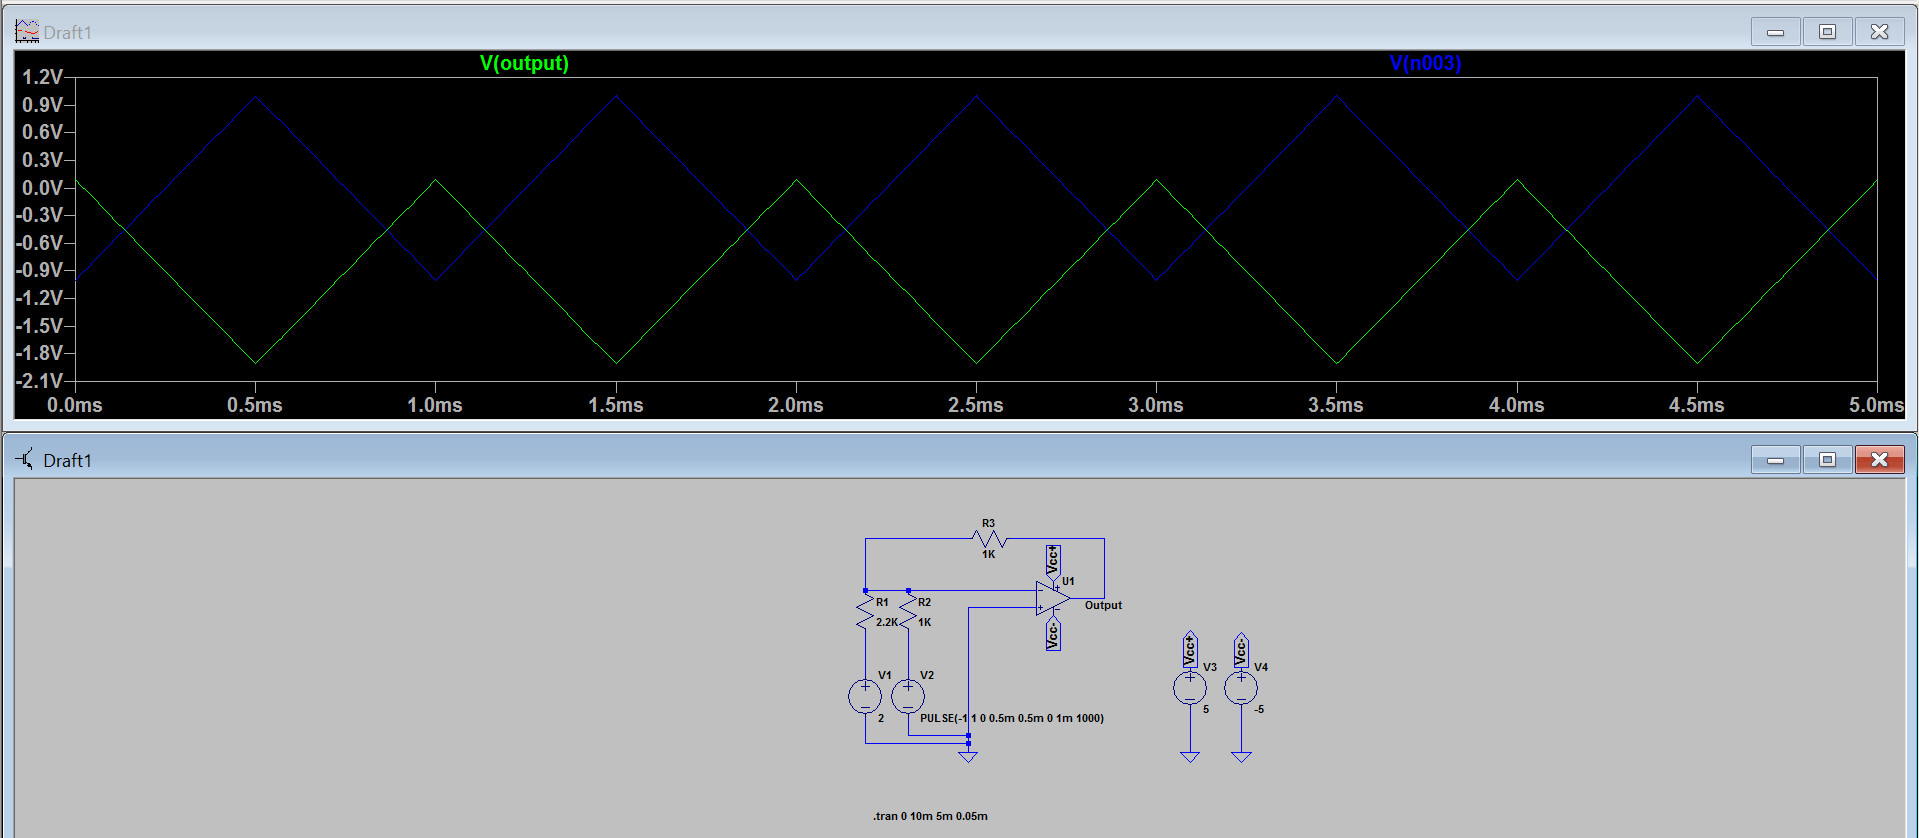 Draft1
V(output) V(n003)
1.2V
0.9V
0.6V
0.3V
0.0V
-0.3V
-0.6V
-0.9V
-1.2V
-1.5V
-1.8V
-2.1V
0.0ms 0.5ms 1.0ms 1.5ms 2.0ms 2.5ms 3.0ms 3.5ms 4.0ms 4.5ms 5.0ms
Draft1
R3
1K
Vcc+
U1
R1
2.2K
R2
1K
Output
Vcc-
V1
2
V2
PULSE(-1 1 0 0.5m 0.5m 0 1m 1000)
Vcc+
V3
5
Vcc-
V4
-5
.tran 0 10m 5m 0.05m